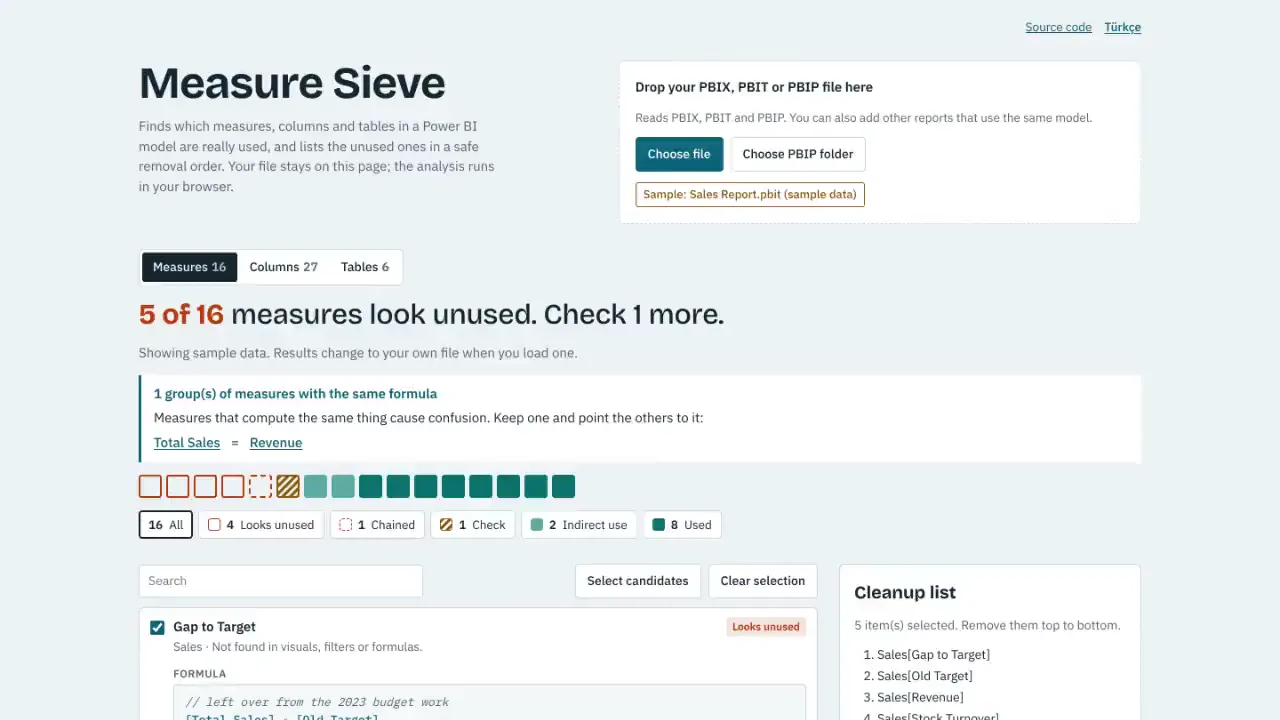 Source code Türkçe
Measure Sieve
Finds which measures, columns and tables in a Power BI
model are really used, and lists the unused ones in a safe
removal order. Your file stays on this page; the analysis runs
in your browser.
Drop your PBIX, PBIT or PBIP file here
Reads PBIX, PBIT and PBIP. You can also add other reports that use the same model.
Choose file Choose PBIP folder
Sample: Sales Report.pbit (sample data)
Measures 16 Columns 27 Tables 6
5 of 16 measures look unused. Check 1 more.
Showing sample data. Results change to your own file when you load one.
1 group(s) of measures with the same formula
Measures that compute the same thing cause confusion. Keep one and point the others to it:
Total Sales = Revenue
16 All 4 Looks unused 1 Chained 1 Check 2 Indirect use 8 Used
Search Select candidates Clear selection
Gap to Target Looks unused
Sales · Not found in visuals, filters or formulas.
FORMULA
// left over from the 2023 budget work
[Total Sales] - [Old Target]
Cleanup list
5 item(s) selected. Remove them top to bottom.
1. Sales[Gap to Target]
2. Sales[Old Target]
3. Sales[Revenue]
4. Sales[Stock Turnover]